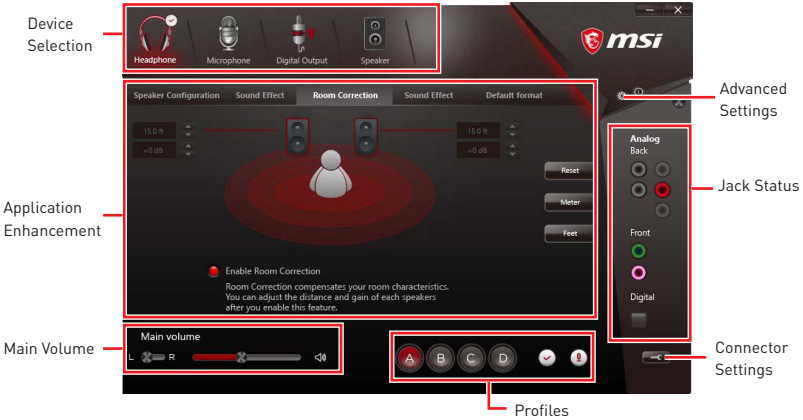 Device
Selection
Headphone
Microphone
Digital Output
Speaker
msi
Advanced
Settings
Speaker Configuration
Sound Effect
Room Correction
Sound Effect
Default format
15.0 ft
+0 dB
15.0 ft
+0 dB
Reset
Meter
Feet
Application
Enhancement
Enable Room Correction
Room Correction compensates your room characteristics.
You can adjust the distance and gain of each speakers
after you enable this feature.
Analog
Back
Front
Digital
Jack Status
Main Volume
Main volume
L
R
A
B
C
D
Connector
Settings
Profiles